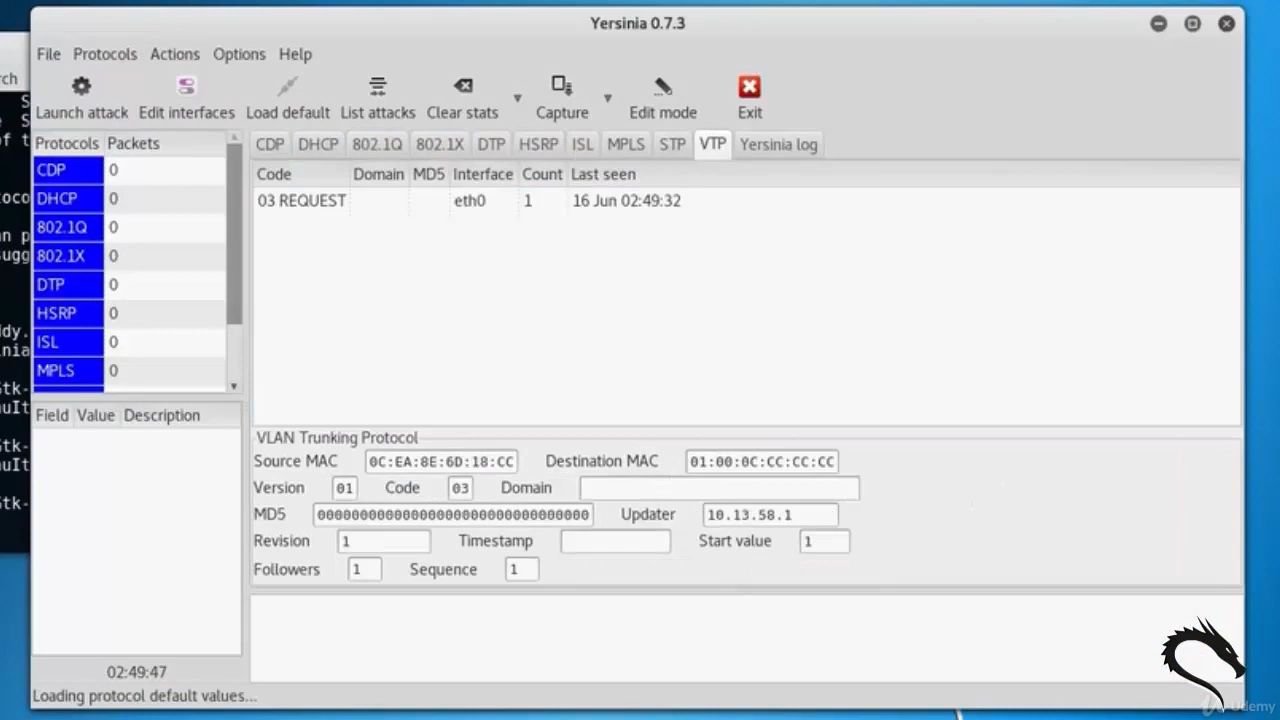 Yersinia 0.7.3
File Protocols Actions Options Help
Launch attack Edit interfaces Load default List attacks Clear stats Capture Edit mode Exit
Protocols Packets
CDP 0
DHCP 0
802.1Q 0
802.1X 0
DTP 0
HSRP 0
ISL 0
MPLS 0
Field Value Description
02:49:47
Loading protocol default values...
CDP DHCP 802.1Q 802.1X DTP HSRP ISL MPLS STP VTP Yersinia log
Code Domain MD5 Interface Count Last seen
03 REQUEST eth0 1 16 Jun 02:49:32
VLAN Trunking Protocol
Source MAC 0C:EA:8E:6D:18:CC Destination MAC 01:00:0C:CC:CC:CC
Version 01 Code 03 Domain
MD5 00000000000000000000000000000000 Updater 10.13.58.1
Revision 1 Timestamp Start value 1
Followers 1 Sequence 1
Udemy